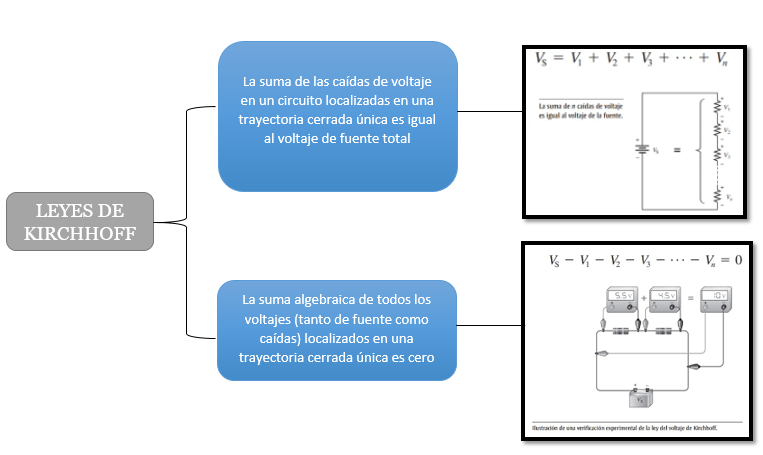 LEYES DE
KIRCHHOFF
La suma de las caídas de voltaje
en un circuito localizadas en una
trayectoria cerrada única es igual
al voltaje de fuente total
V_S = V_1 + V_2 + V_3 + ··· + V_n
La suma de n caídas de voltaje
es igual al voltaje de la fuente.
+
−
V_S
=
+
V_1
−
+
V_2
−
+
V_3
−
+
V_n
−
La suma algebraica de todos los
voltajes (tanto de fuente como
caídas) localizados en una
trayectoria cerrada única es cero
V_S − V_1 − V_2 − V_3 − ··· − V_n = 0
5.5 V + 4.5 V = 10 V
+ −
V_S
Ilustración de una verificación experimental de la ley del voltaje de Kirchhoff.